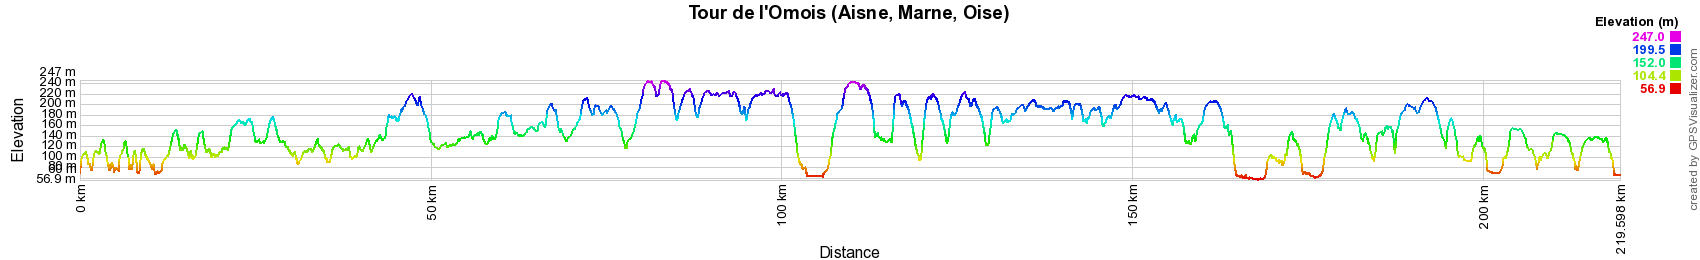 Tour de l'Omois (Aisne, Marne, Oise)
Elevation (m)
247.0
199.5
152.0
104.4
56.9
247 m
240 m
220 m
200 m
180 m
160 m
140 m
120 m
100 m
80 m
60 m
56.9 m
Elevation
0 km
50 km
100 km
150 km
200 km
219.598 km
Distance
created by GPSVisualizer.com